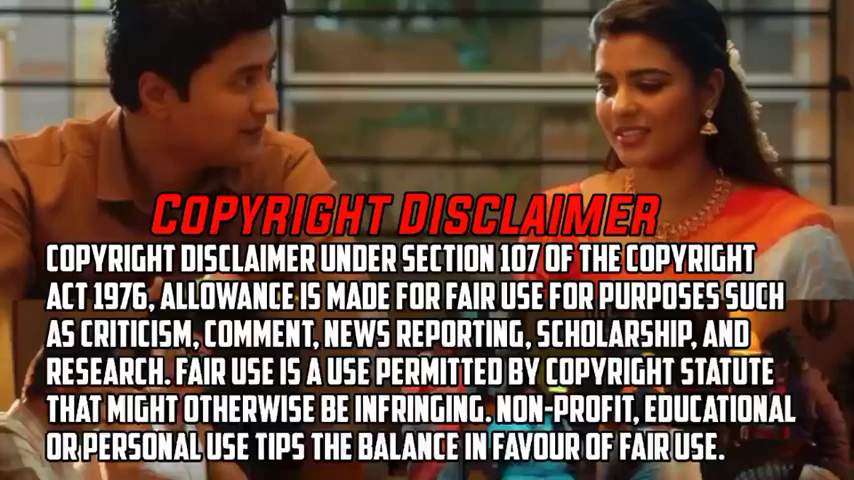 COPYRIGHT DISCLAIMER
COPYRIGHT DISCLAIMER UNDER SECTION 107 OF THE COPYRIGHT
ACT 1976, ALLOWANCE IS MADE FOR FAIR USE FOR PURPOSES SUCH
AS CRITICISM, COMMENT, NEWS REPORTING, SCHOLARSHIP, AND
RESEARCH. FAIR USE IS A USE PERMITTED BY COPYRIGHT STATUTE
THAT MIGHT OTHERWISE BE INFRINGING. NON-PROFIT, EDUCATIONAL
OR PERSONAL USE TIPS THE BALANCE IN FAVOUR OF FAIR USE.